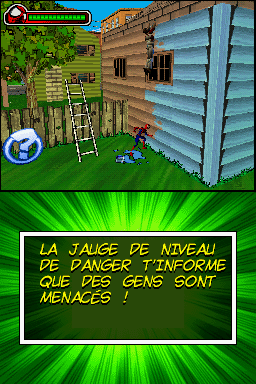 LA JAUGE DE NIVEAU
DE DANGER T'INFORME
QUE DES GENS SONT
MENACÉS !